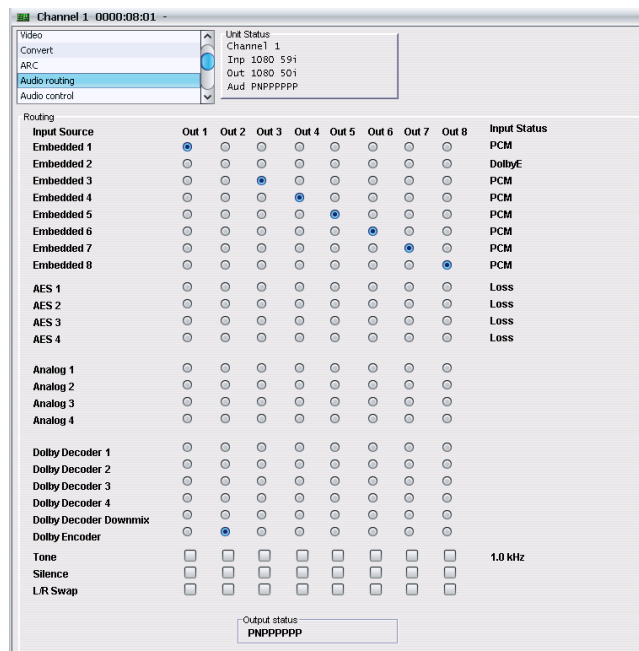 Channel 1 0000:08:01 -
Video
Convert
ARC
Audio routing
Audio control
Unit Status
Channel 1
Inp 1080 59i
Out 1080 50i
Aud PNPPPPPP
Routing
Input Source Out 1 Out 2 Out 3 Out 4 Out 5 Out 6 Out 7 Out 8 Input Status
Embedded 1 PCM
Embedded 2 DolbyE
Embedded 3 PCM
Embedded 4 PCM
Embedded 5 PCM
Embedded 6 PCM
Embedded 7 PCM
Embedded 8 PCM
AES 1 Loss
AES 2 Loss
AES 3 Loss
AES 4 Loss
Analog 1
Analog 2
Analog 3
Analog 4
Dolby Decoder 1
Dolby Decoder 2
Dolby Decoder 3
Dolby Decoder 4
Dolby Decoder Downmix
Dolby Encoder
Tone 1.0 kHz
Silence
L/R Swap
Output status
PNPPPPPP